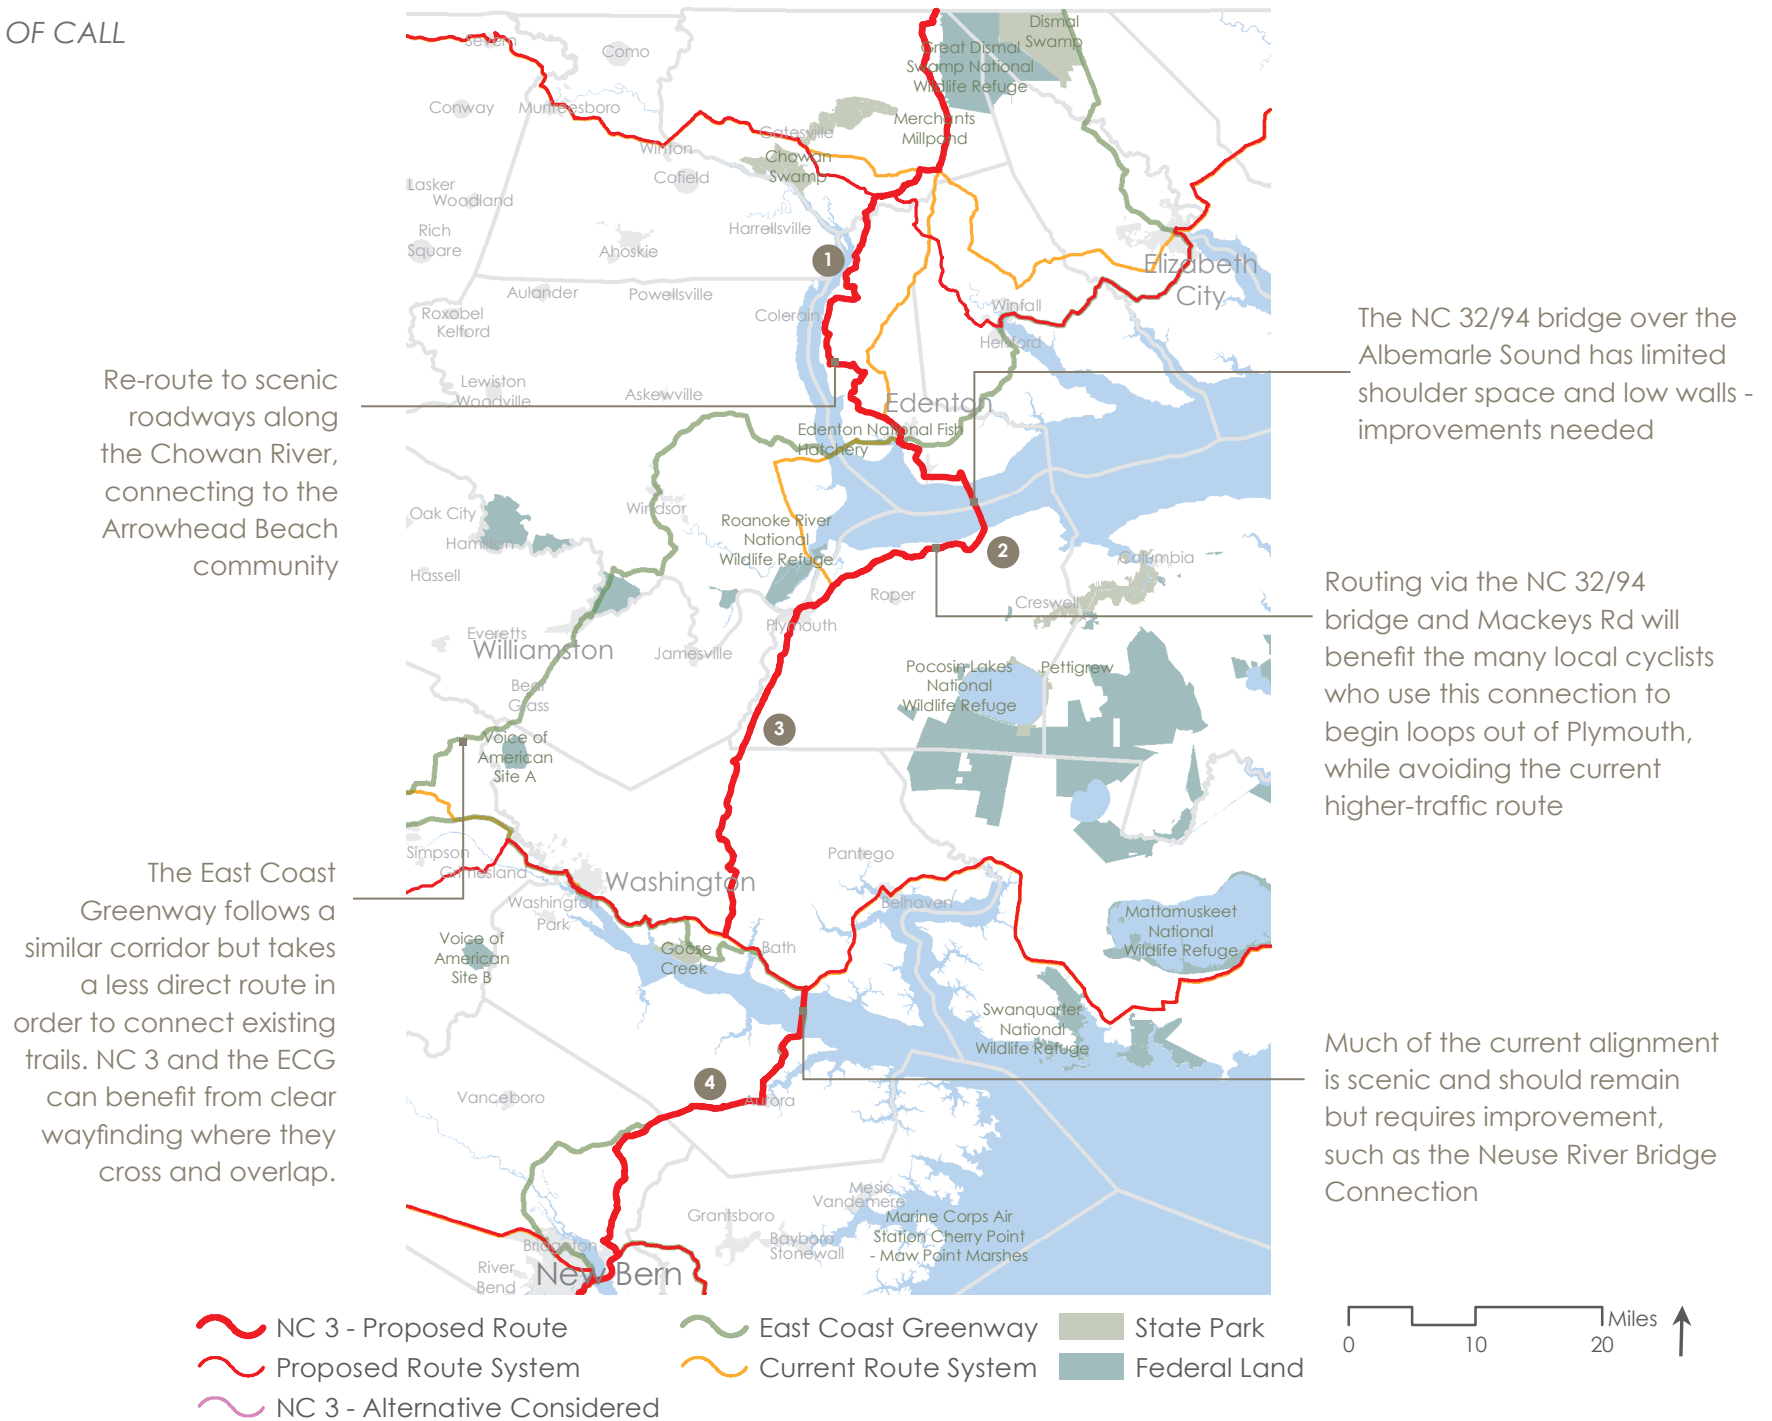 OF CALL
Severn
Como
Conway
Murfreesboro
Winton
Cofield
Gatesville
Chowan
Swamp
Merchants
Millpond
Great Dismal
Swamp National
Wildlife Refuge
Dismal
Swamp
Lasker
Woodland
Rich
Square
Ahoskie
Harrellsville
1
Aulander
Powellsville
Colerain
Roxobel
Kelford
Elizabeth
City
Winfall
Hertford
Lewiston
Woodville
Askewville
Edenton
Edenton National Fish
Hatchery
Re-route to scenic
roadways along
the Chowan River,
connecting to the
Arrowhead Beach
community
The NC 32/94 bridge over the
Albemarle Sound has limited
shoulder space and low walls -
improvements needed
Oak City
Hamilton
Hassell
Windsor
Roanoke River
National
Wildlife Refuge
2
Columbia
Creswell
Roper
Plymouth
Everetts
Williamston
Jamesville
Bear
Grass
Pocosin Lakes
National
Wildlife Refuge
Pettigrew
Routing via the NC 32/94
bridge and Mackeys Rd will
benefit the many local cyclists
who use this connection to
begin loops out of Plymouth,
while avoiding the current
higher-traffic route
3
Voice of
American
Site A
Simpson
Grimesland
Washington
Washington
Park
Pantego
Belhaven
Voice of
American
Site B
Goose
Creek
Bath
Mattamuskeet
National
Wildlife Refuge
Swanquarter
National
Wildlife Refuge
The East Coast
Greenway follows a
similar corridor but takes
a less direct route in
order to connect existing
trails. NC 3 and the ECG
can benefit from clear
wayfinding where they
cross and overlap.
4
Aurora
Vanceboro
Much of the current alignment
is scenic and should remain
but requires improvement,
such as the Neuse River Bridge
Connection
Mesic
Vandemere
Grantsboro
Bayboro
Stonewall
Marine Corps Air
Station Cherry Point
- Maw Point Marshes
Bridgeton
River
Bend
New Bern
NC 3 - Proposed Route
Proposed Route System
NC 3 - Alternative Considered
East Coast Greenway
Current Route System
State Park
Federal Land
Miles
0 10 20